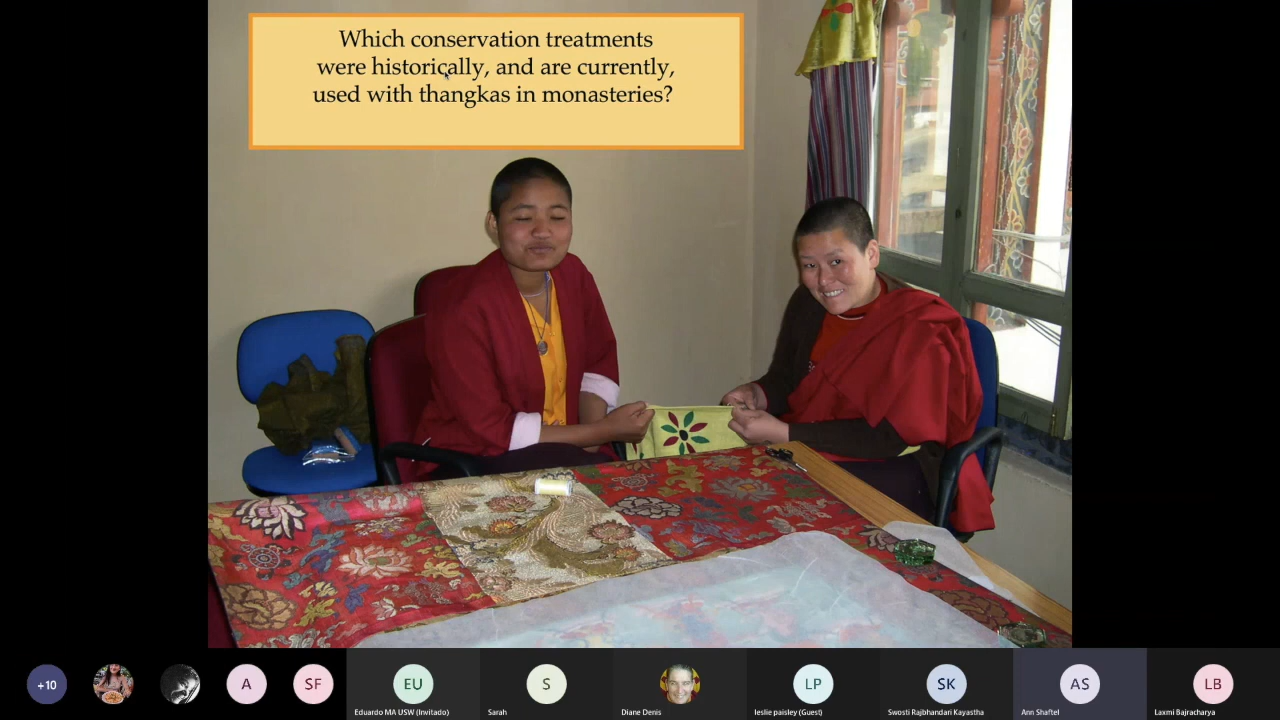 Which conservation treatments
were historically, and are currently,
used with thangkas in monasteries?
+10
A
SF
EU
S
LP
SK
AS
LB
Eduardo MA USW (Invitado)
Sarah
Diane Denis
leslie paisley (Guest)
Swosti Rajbhandari Kayastha
Ann Shaftel
Laxmi Bajracharya